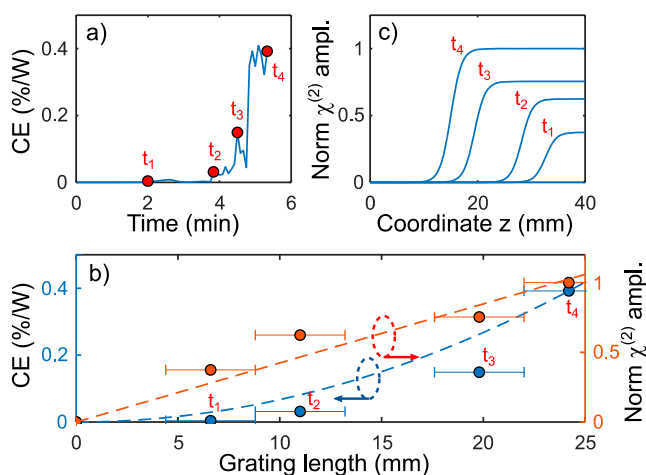 a)
CE (%/W)
0.4
0.2
0
t1
t2
t3
t4
0 2 4 6
Time (min)
c)
Norm χ(2) ampl.
1
0.5
0
t4
t3
t2
t1
0 20 40
Coordinate z (mm)
b)
CE (%/W)
0.4
0.2
0
t1
t2
t3
t4
1
0.5
0
Norm χ(2) ampl.
0 5 10 15 20 25
Grating length (mm)